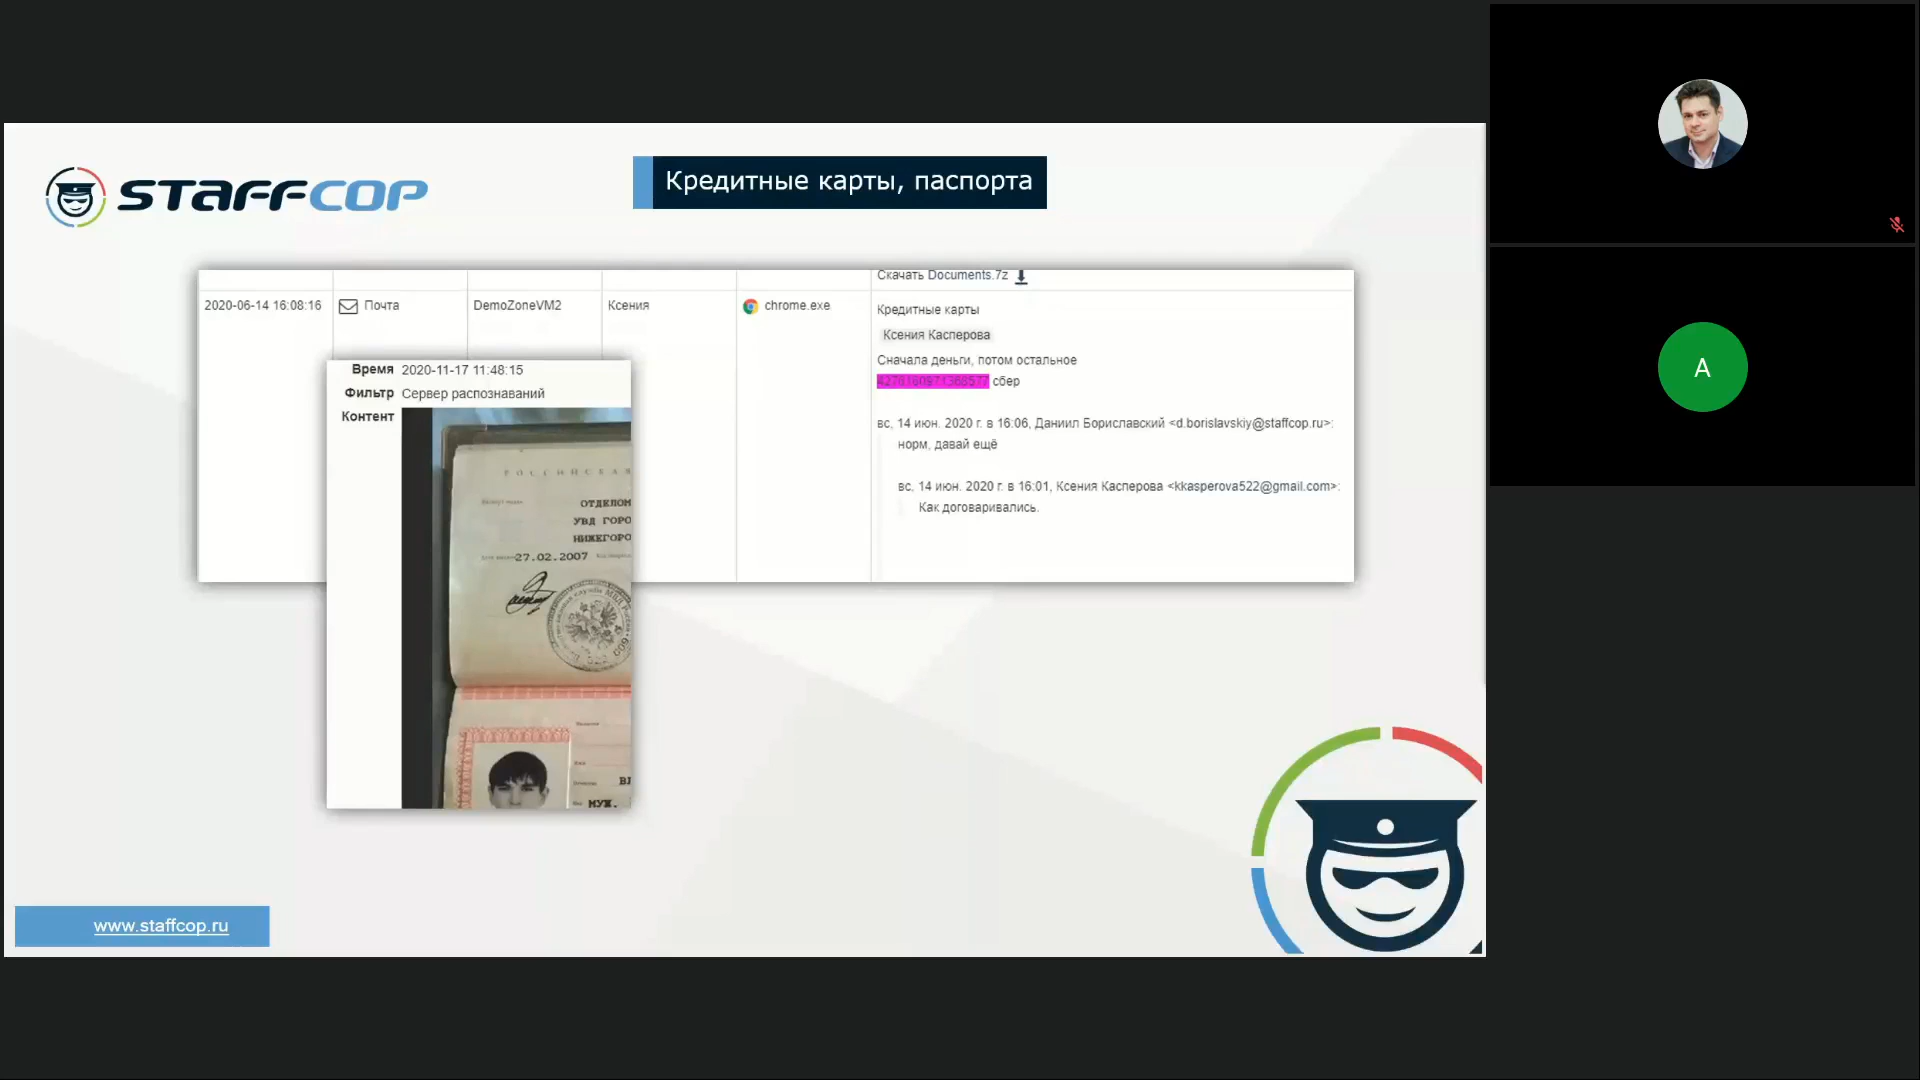 STAFFCOP
Кредитные карты, паспорта
Скачать Documents.7z
2020-06-14 16:08:16
Почта
DemoZoneVM2
Ксения
chrome.exe
Кредитные карты
Ксения Касперова
Сначала деньги, потом остальное
сбер
вс, 14 июн. 2020 г. в 16:06, Даниил Бориславский <d.borislavskiy@staffcop.ru>:
норм, давай ещё
вс, 14 июн. 2020 г. в 16:01, Ксения Касперова <kkasperova522@gmail.com>:
Как договаривались.
Время 2020-11-17 11:48:15
Фильтр Сервер распознаваний
Контент
РОССИЙСКАЯ
ОТДЕЛОМ
УВД ГОРО
НИЖЕГОРО
27.02.2007
ВЛ
МУЖ.
www.staffcop.ru
A